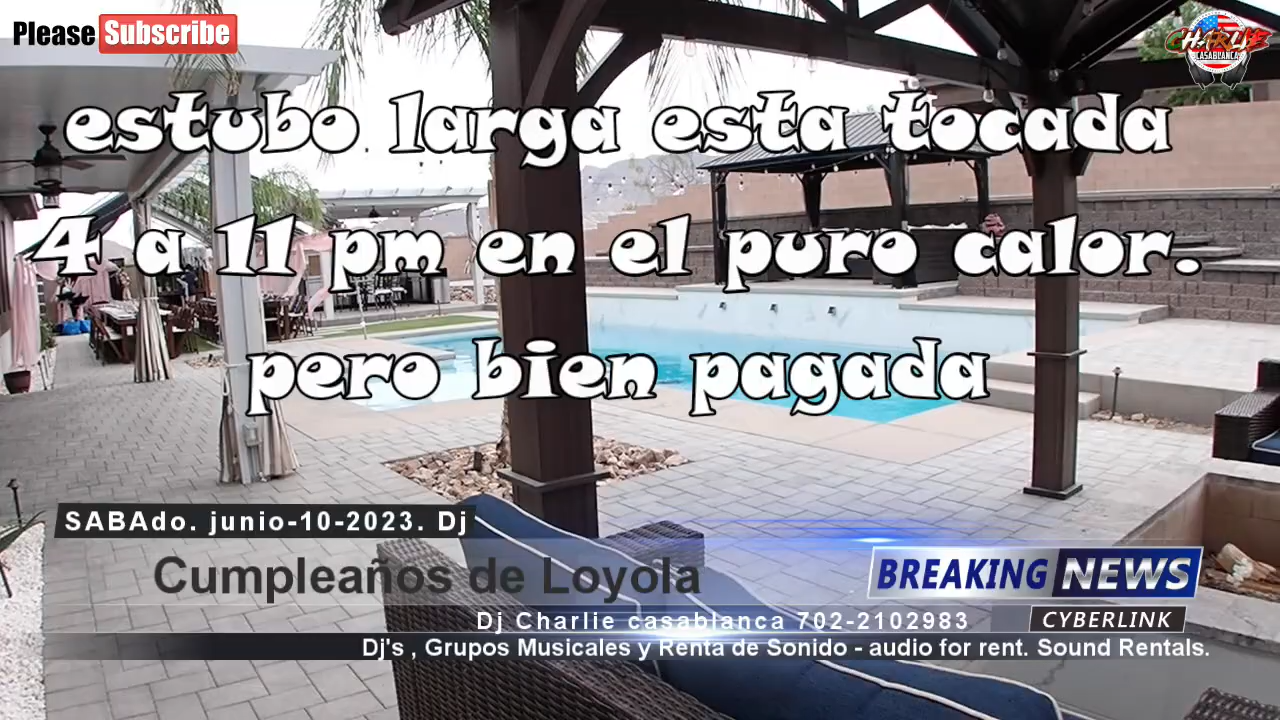 Please Subscribe
CHARLIE
CASABLANCA
estubo larga esta tocada
4 a 11 pm en el puro calor.
pero bien pagada
SABAdo. junio-10-2023. Dj
Cumpleaños de Loyola
BREAKING NEWS
Dj Charlie casablanca 702-2102983
CYBERLINK
Dj's , Grupos Musicales y Renta de Sonido - audio for rent. Sound Rentals.